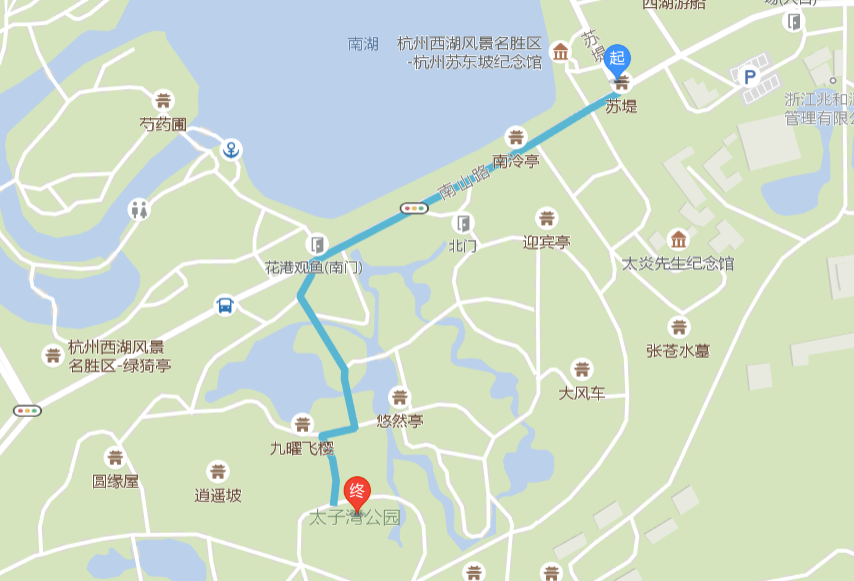 西湖游船
南湖
杭州西湖风景名胜区
-杭州苏东坡纪念馆
苏堤
起
P
苏堤
浙江兆和
管理有限公
芍药圃
南泠亭
南山路
北门
迎宾亭
花港观鱼(南门)
太炎先生纪念馆
杭州西湖风景
名胜区-绿猗亭
张苍水墓
大风车
悠然亭
九曜飞樱
圆缘屋
逍遥坡
终
太子湾公园